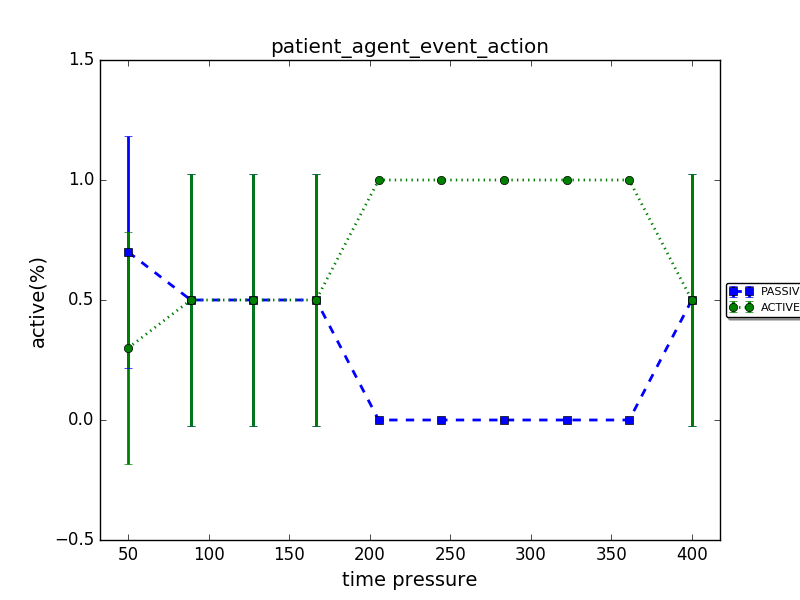 patient_agent_event_action
1.5
1.0
0.5
0.0
−0.5
active(%)
50 100 150 200 250 300 350 400
time pressure
PASSIV
ACTIVE